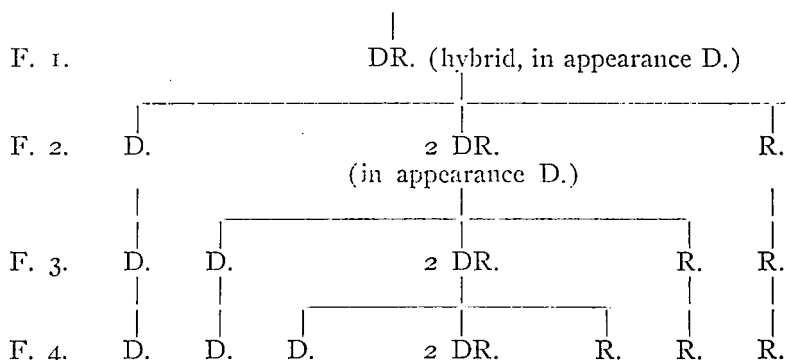 F. 1. DR. (hybrid, in appearance D.)
F. 2. D. 2 DR. R.
(in appearance D.)
F. 3. D. D. 2 DR. R. R.
F. 4. D. D. D. 2 DR. R. R. R.